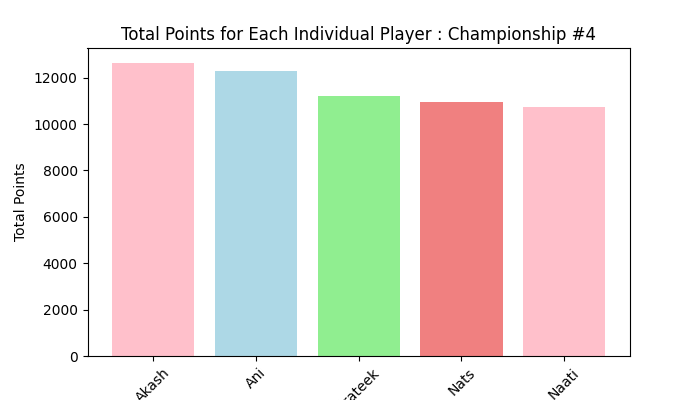 Total Points for Each Individual Player : Championship #4
Total Points
12000
10000
8000
6000
4000
2000
0
Akash
Ani
Nats
Naati